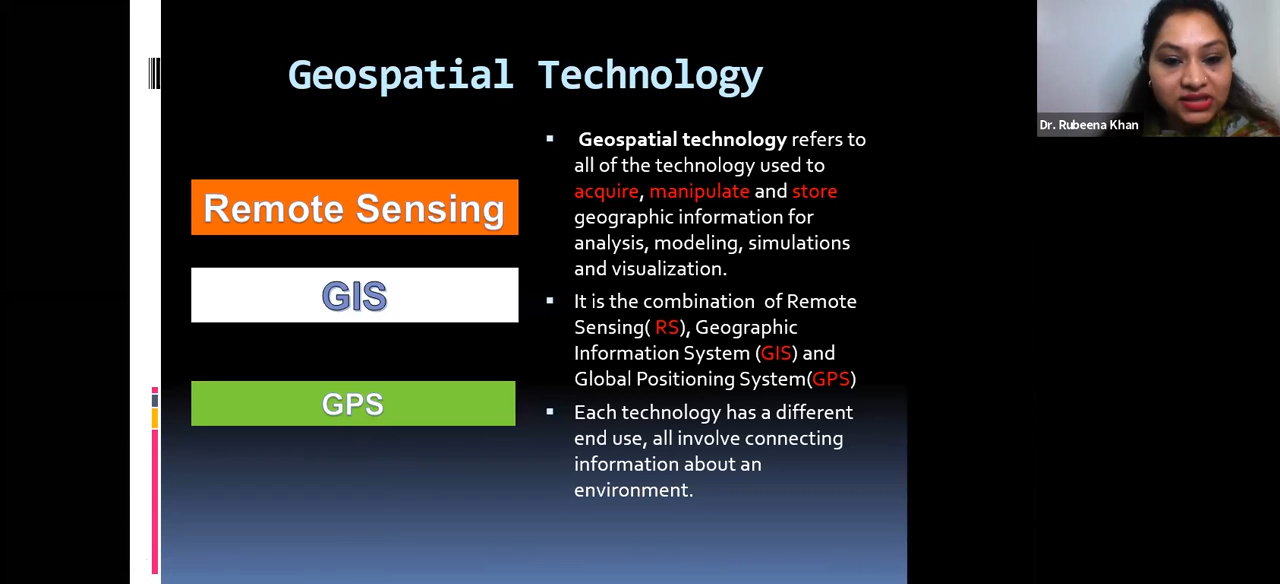 Geospatial Technology
Remote Sensing
GIS
GPS
Geospatial technology refers to
all of the technology used to
acquire, manipulate and store
geographic information for
analysis, modeling, simulations
and visualization.
It is the combination  of Remote
Sensing( RS), Geographic
Information System (GIS) and
Global Positioning System(GPS)
Each technology has a different
end use, all involve connecting
information about an
environment.
Dr. Rubeena Khan